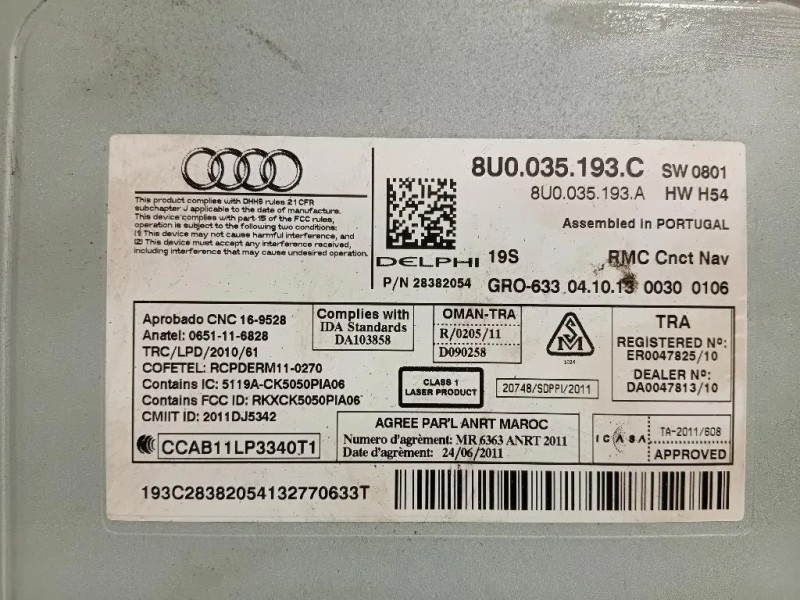 8U0.035.193.C SW 0801
8U0.035.193.A HW H54
Assembled in PORTUGAL
This product complies with DHHS rules 21 CFR
subchapter J applicable to the date of manufacture.
This device complies with part 15 of the FCC rules,
operation is subject to the following two conditions:
(1) This device may not cause harmful interference, and
(2) This device must accept any interference received,
including interference that may cause undesired operation.
DELPHI 19S RMC Cnct Nav
P/N 28382054 GRO-633 04.10.13 0030 0106
Aprobado CNC 16-9528
Anatel: 0651-11-6828
TRC/LPD/2010/61
COFETEL: RCPDERM11-0270
Contains IC: 5119A-CK5050PIA06
Contains FCC ID: RKXCK5050PIA06
CMIIT ID: 2011DJ5342
CCAB11LP3340T1
Complies with
IDA Standards
DA103858
OMAN-TRA
R/0205/11
D090258
SM
1024
TRA
REGISTERED Nº:
ER0047825/10
DEALER Nº:
DA0047813/10
CLASS 1
LASER PRODUCT
20748/SDPPI/2011
AGREE PAR'L ANRT MAROC
Numero d'agrément: MR 6363 ANRT 2011
Date d'agrément: 24/06/2011
ICASA
TA-2011/608
APPROVED
193C28382054132770633T